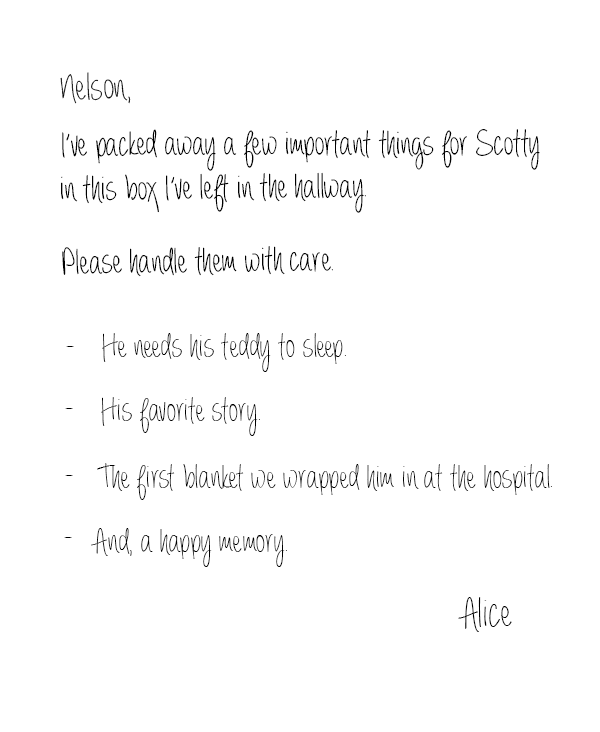 Nelson,
I've packed away a few important things for Scotty
in this box I've left in the hallway.
Please handle them with care.
- He needs his teddy to sleep.
- His favorite story.
- The first blanket we wrapped him in at the hospital.
- And, a happy memory.
Alice